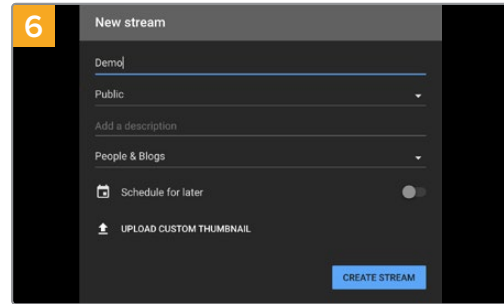 6
New stream
Demo
Public
Add a description
People & Blogs
Schedule for later
UPLOAD CUSTOM THUMBNAIL
CREATE STREAM